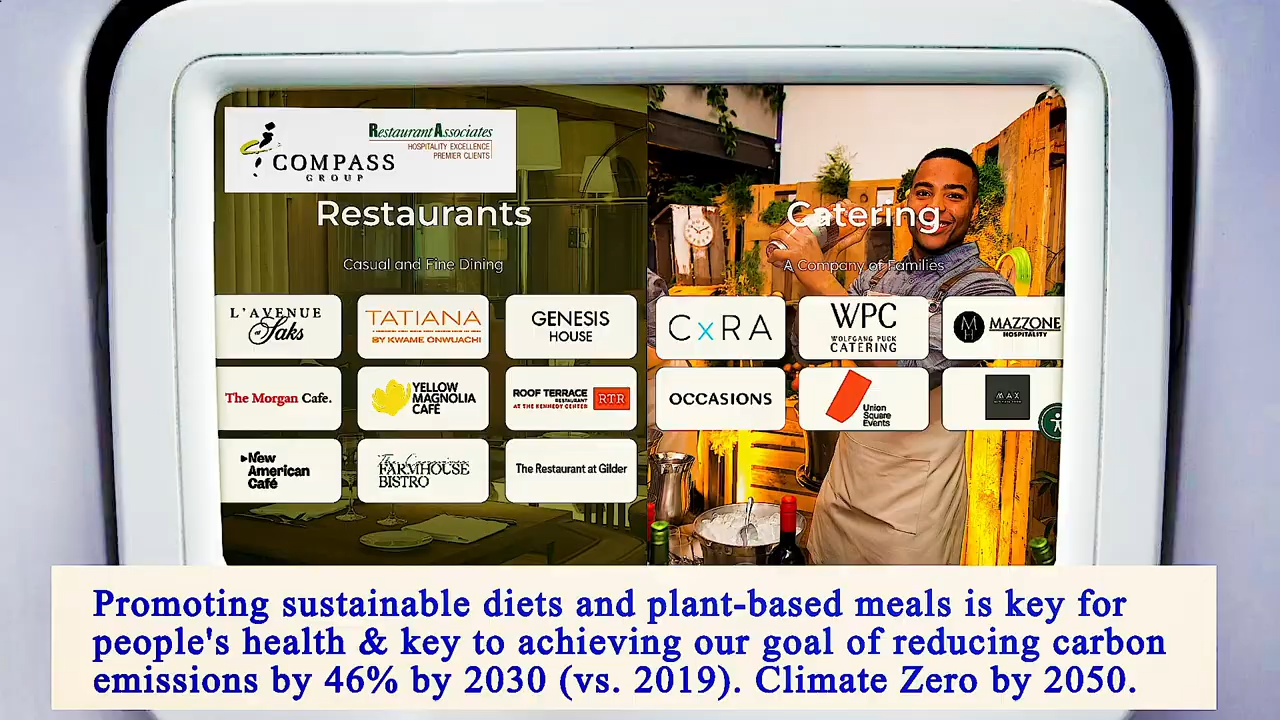 COMPASS
GROUP
Restaurant Associates
HOSPITALITY EXCELLENCE
PREMIER CLIENTS
Restaurants
Casual and Fine Dining
L'AVENUE
Saks
TATIANA
BY KWAME ONWUACHI
GENESIS
HOUSE
The Morgan Cafe.
YELLOW
MAGNOLIA
CAFÉ
ROOF TERRACE
RESTAURANT
AT THE KENNEDY CENTER
RTR
New
American
Café
FARMHOUSE
BISTRO
The Restaurant at Gilder
Catering
A Company of Families
CxRA
WPC
WOLFGANG PUCK
CATERING
MH
MAZZONE
HOSPITALITY
OCCASIONS
Union
Square
Events
MAX
Promoting sustainable diets and plant-based meals is key for
people's health & key to achieving our goal of reducing carbon
emissions by 46% by 2030 (vs. 2019). Climate Zero by 2050.